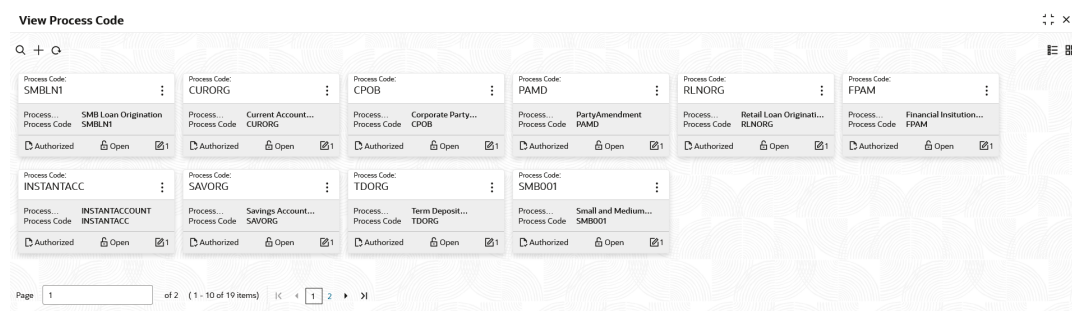 View Process Code
Process Code: Process Code: Process Code: Process Code: Process Code: Process Code:
SMBLN1 CURORG CPOB PAMD RLNORG FPAM
Process... SMB Loan Origination Process... Current Account... Process... Corporate Party... Process... PartyAmendment Process... Retail Loan Originati... Process... Financial Insitution...
Process Code SMBLN1 Process Code CURORG Process Code CPOB Process Code PAMD Process Code RLNORG Process Code FPAM
Authorized Open 1 Authorized Open 1 Authorized Open 1 Authorized Open 1 Authorized Open 1 Authorized Open 1
Process Code: Process Code: Process Code: Process Code:
INSTANTACC SAVORG TDORG SMB001
Process... INSTANTACCOUNT Process... Savings Account... Process... Term Deposit... Process... Small and Medium...
Process Code INSTANTACC Process Code SAVORG Process Code TDORG Process Code SMB001
Authorized Open 1 Authorized Open 1 Authorized Open 1 Authorized Open 1
Page 1 of 2 ( 1 - 10 of 19 items) 1 2